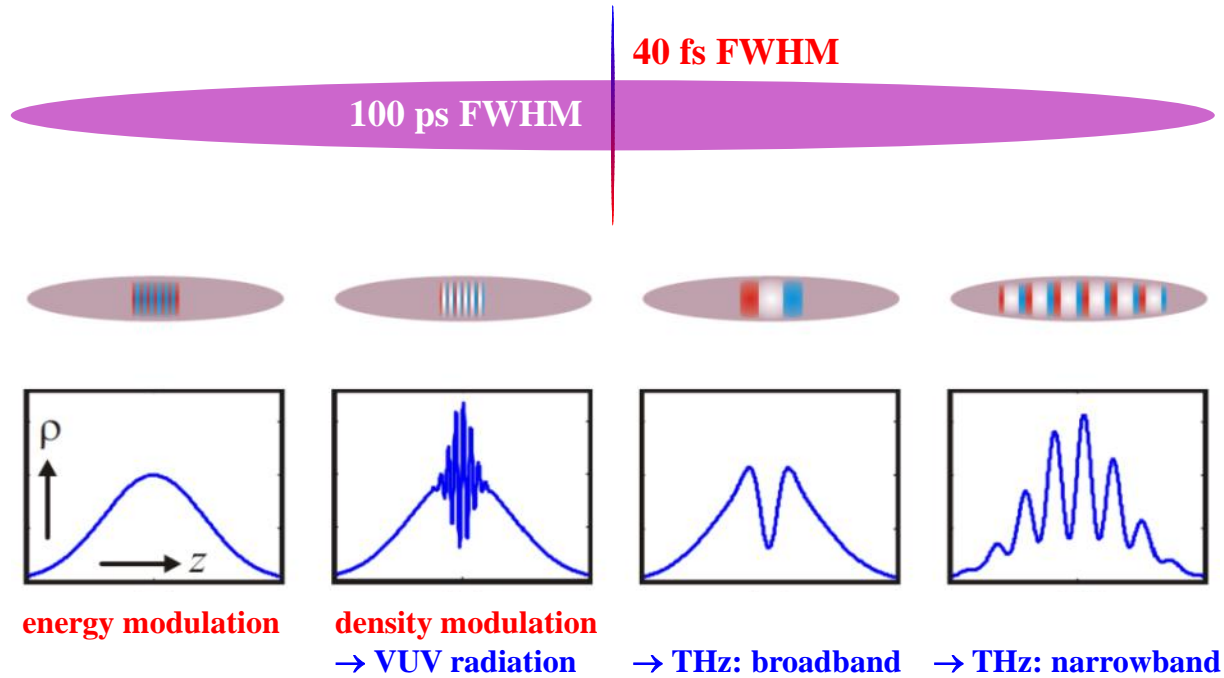 40 fs FWHM
100 ps FWHM
ρ
z
energy modulation
density modulation
→ VUV radiation
→ THz: broadband
→ THz: narrowband